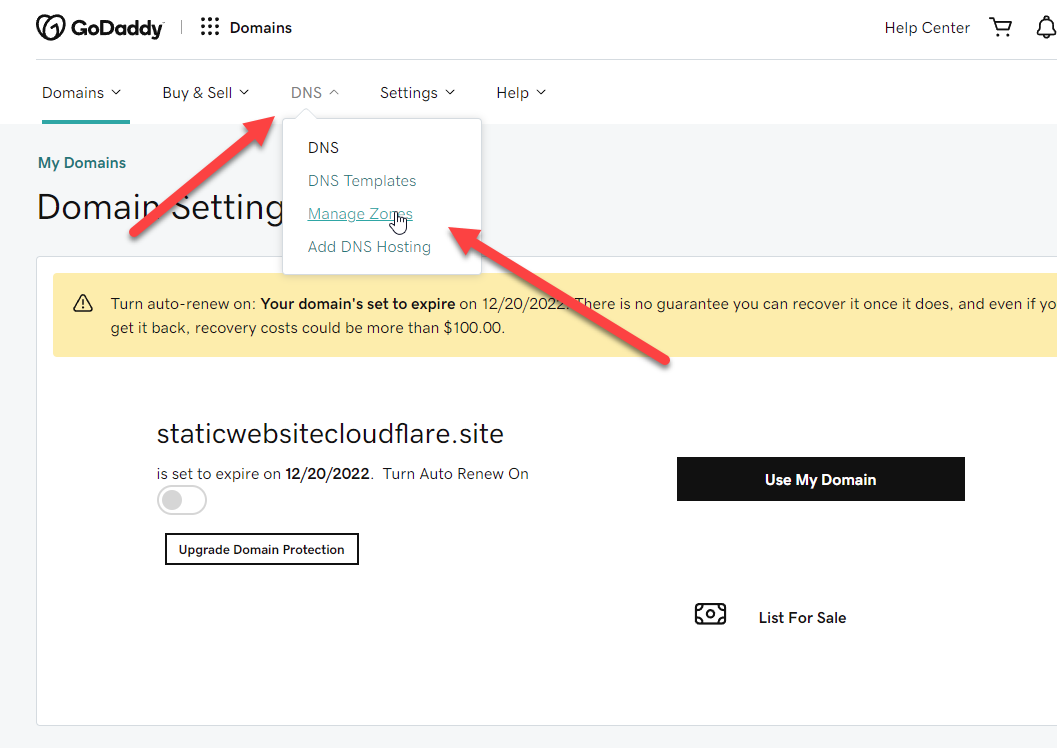 GoDaddy Domains Help Center
Domains Buy & Sell DNS Settings Help
DNS
DNS Templates
Manage Zones
Add DNS Hosting
My Domains
Domain Setting
Turn auto-renew on: Your domain's set to expire on 12/20/2022. There is no guarantee you can recover it once it does, and even if yo
get it back, recovery costs could be more than $100.00.
staticwebsitecloudflare.site
is set to expire on 12/20/2022. Turn Auto Renew On
Use My Domain
Upgrade Domain Protection
List For Sale